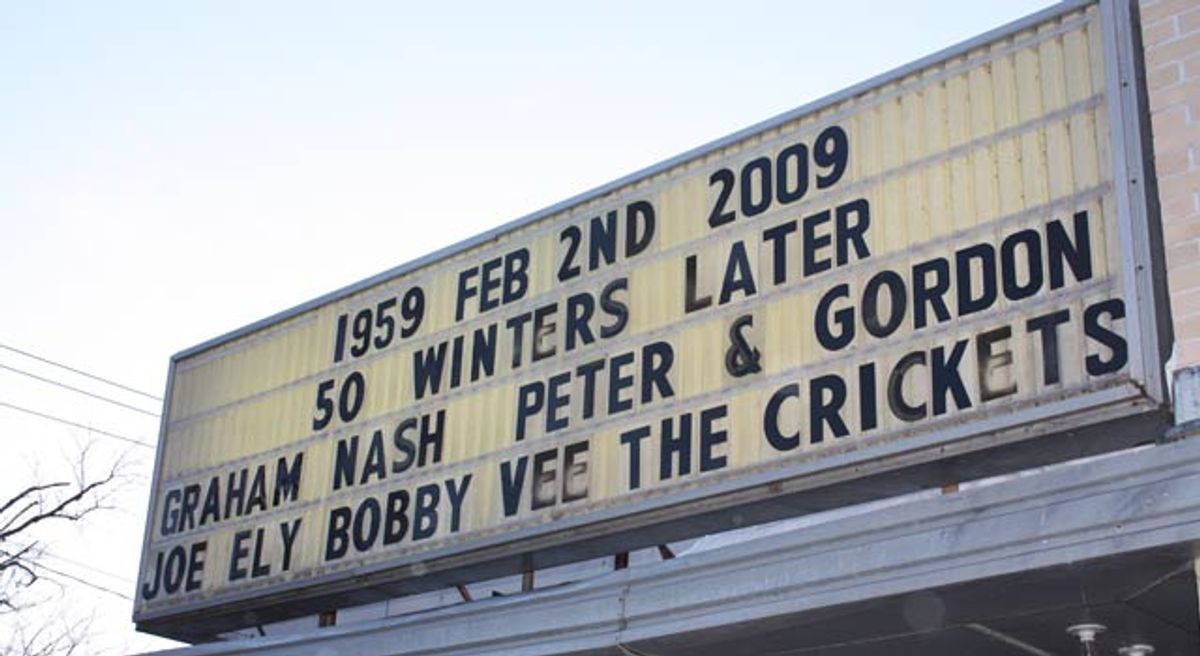 1959 FEB 2ND 2009
50 WINTERS LATER
GRAHAM NASH PETER & GORDON
JOE ELY BOBBY VEE THE CRICKETS